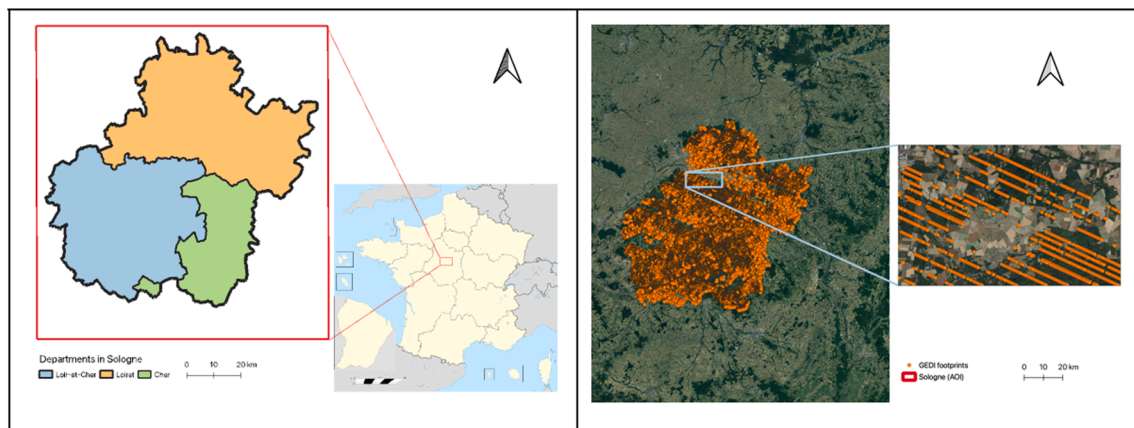 Departments in Sologne
Loir-et-Cher Loiret Cher
0 10 20 km
GEDI footprints
Sologne (AOI)
0 10 20 km